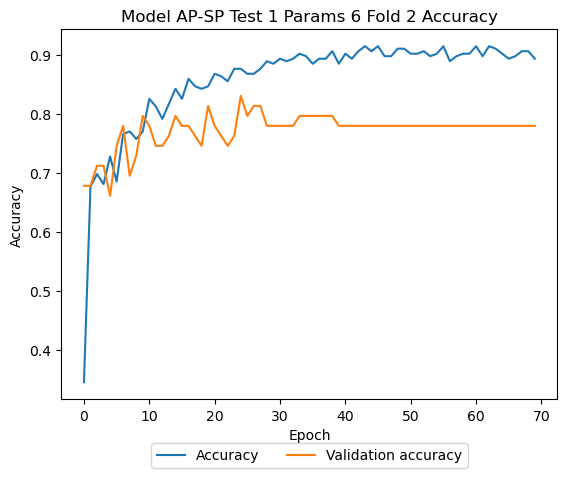 Model AP-SP Test 1 Params 6 Fold 2 Accuracy
Accuracy
0.9
0.8
0.7
0.6
0.5
0.4
0 10 20 30 40 50 60 70
Epoch
Accuracy Validation accuracy